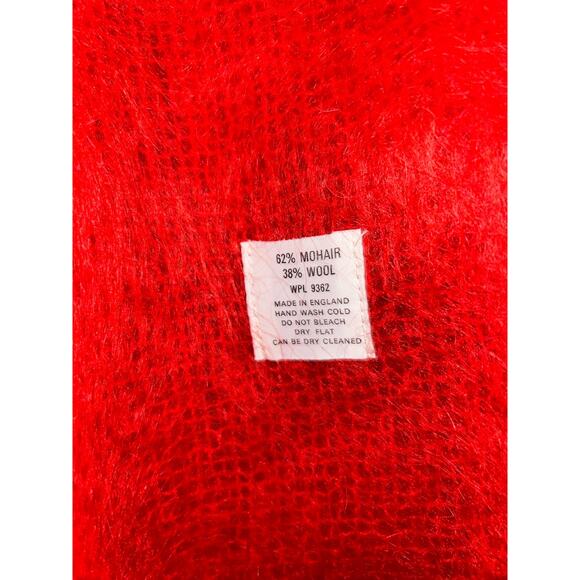 62% MOHAIR
38% WOOL
WPL 9362
MADE IN ENGLAND
HAND WASH COLD
DO NOT BLEACH
DRY FLAT
CAN BE DRY CLEANED